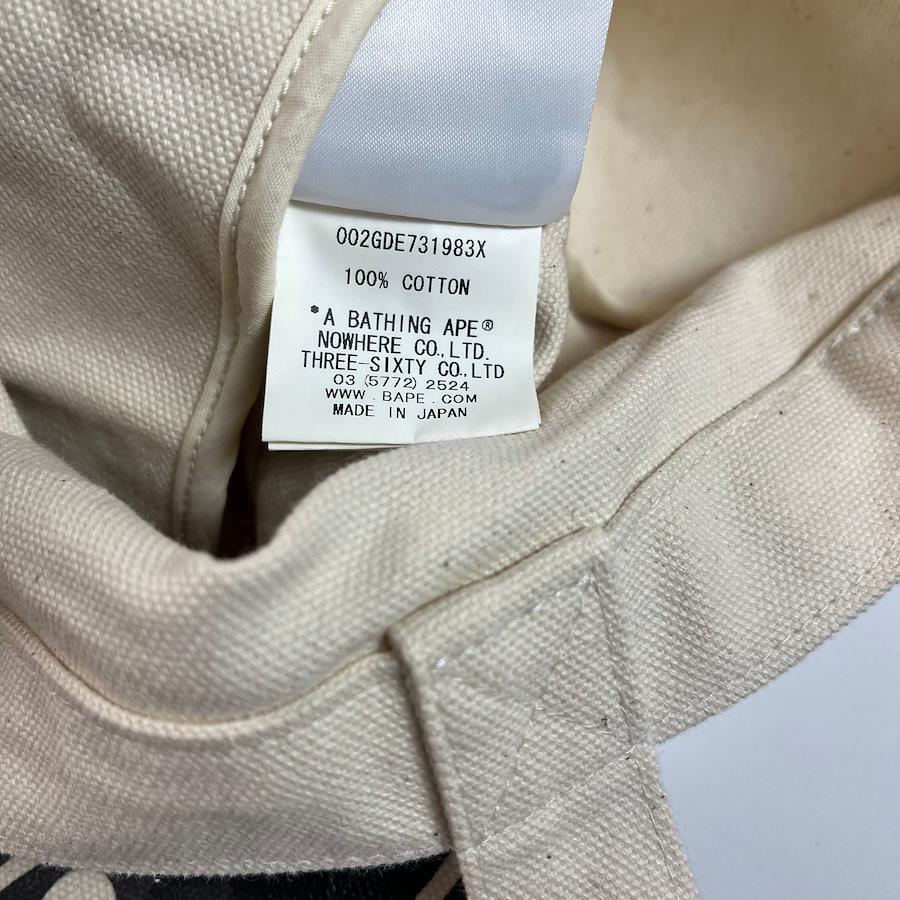 002GDE731983X
100% COTTON
*A BATHING APE®
NOWHERE CO.,LTD.
THREE-SIXTY CO.,LTD
03 (5772) 2524
WWW . BAPE . COM
MADE IN JAPAN